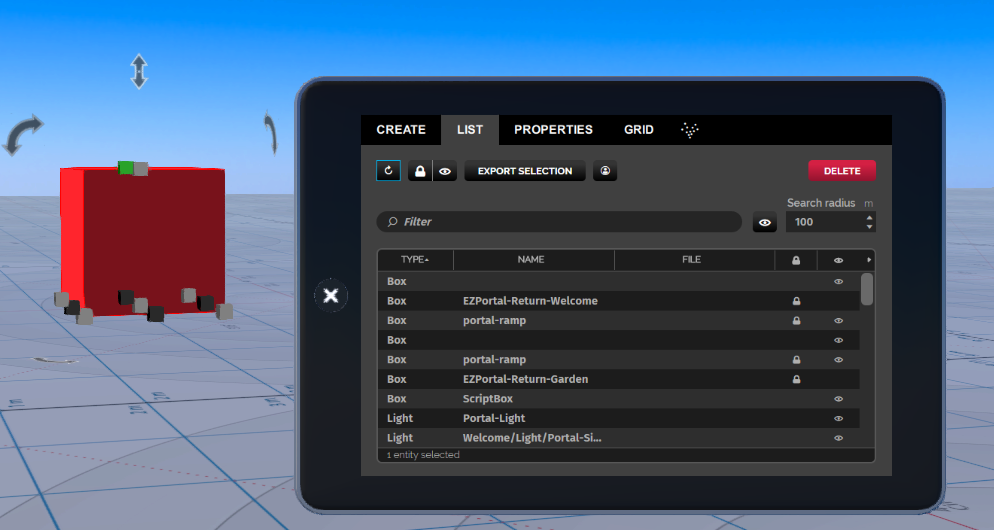 CREATE LIST PROPERTIES GRID
EXPORT SELECTION DELETE
Search radius m
Filter 100
TYPE NAME FILE
Box
Box EZPortal-Return-Welcome
Box portal-ramp
Box
Box portal-ramp
Box EZPortal-Return-Garden
Box ScriptBox
Light Portal-Light
Light Welcome/Light/Portal-Si...
1 entity selected